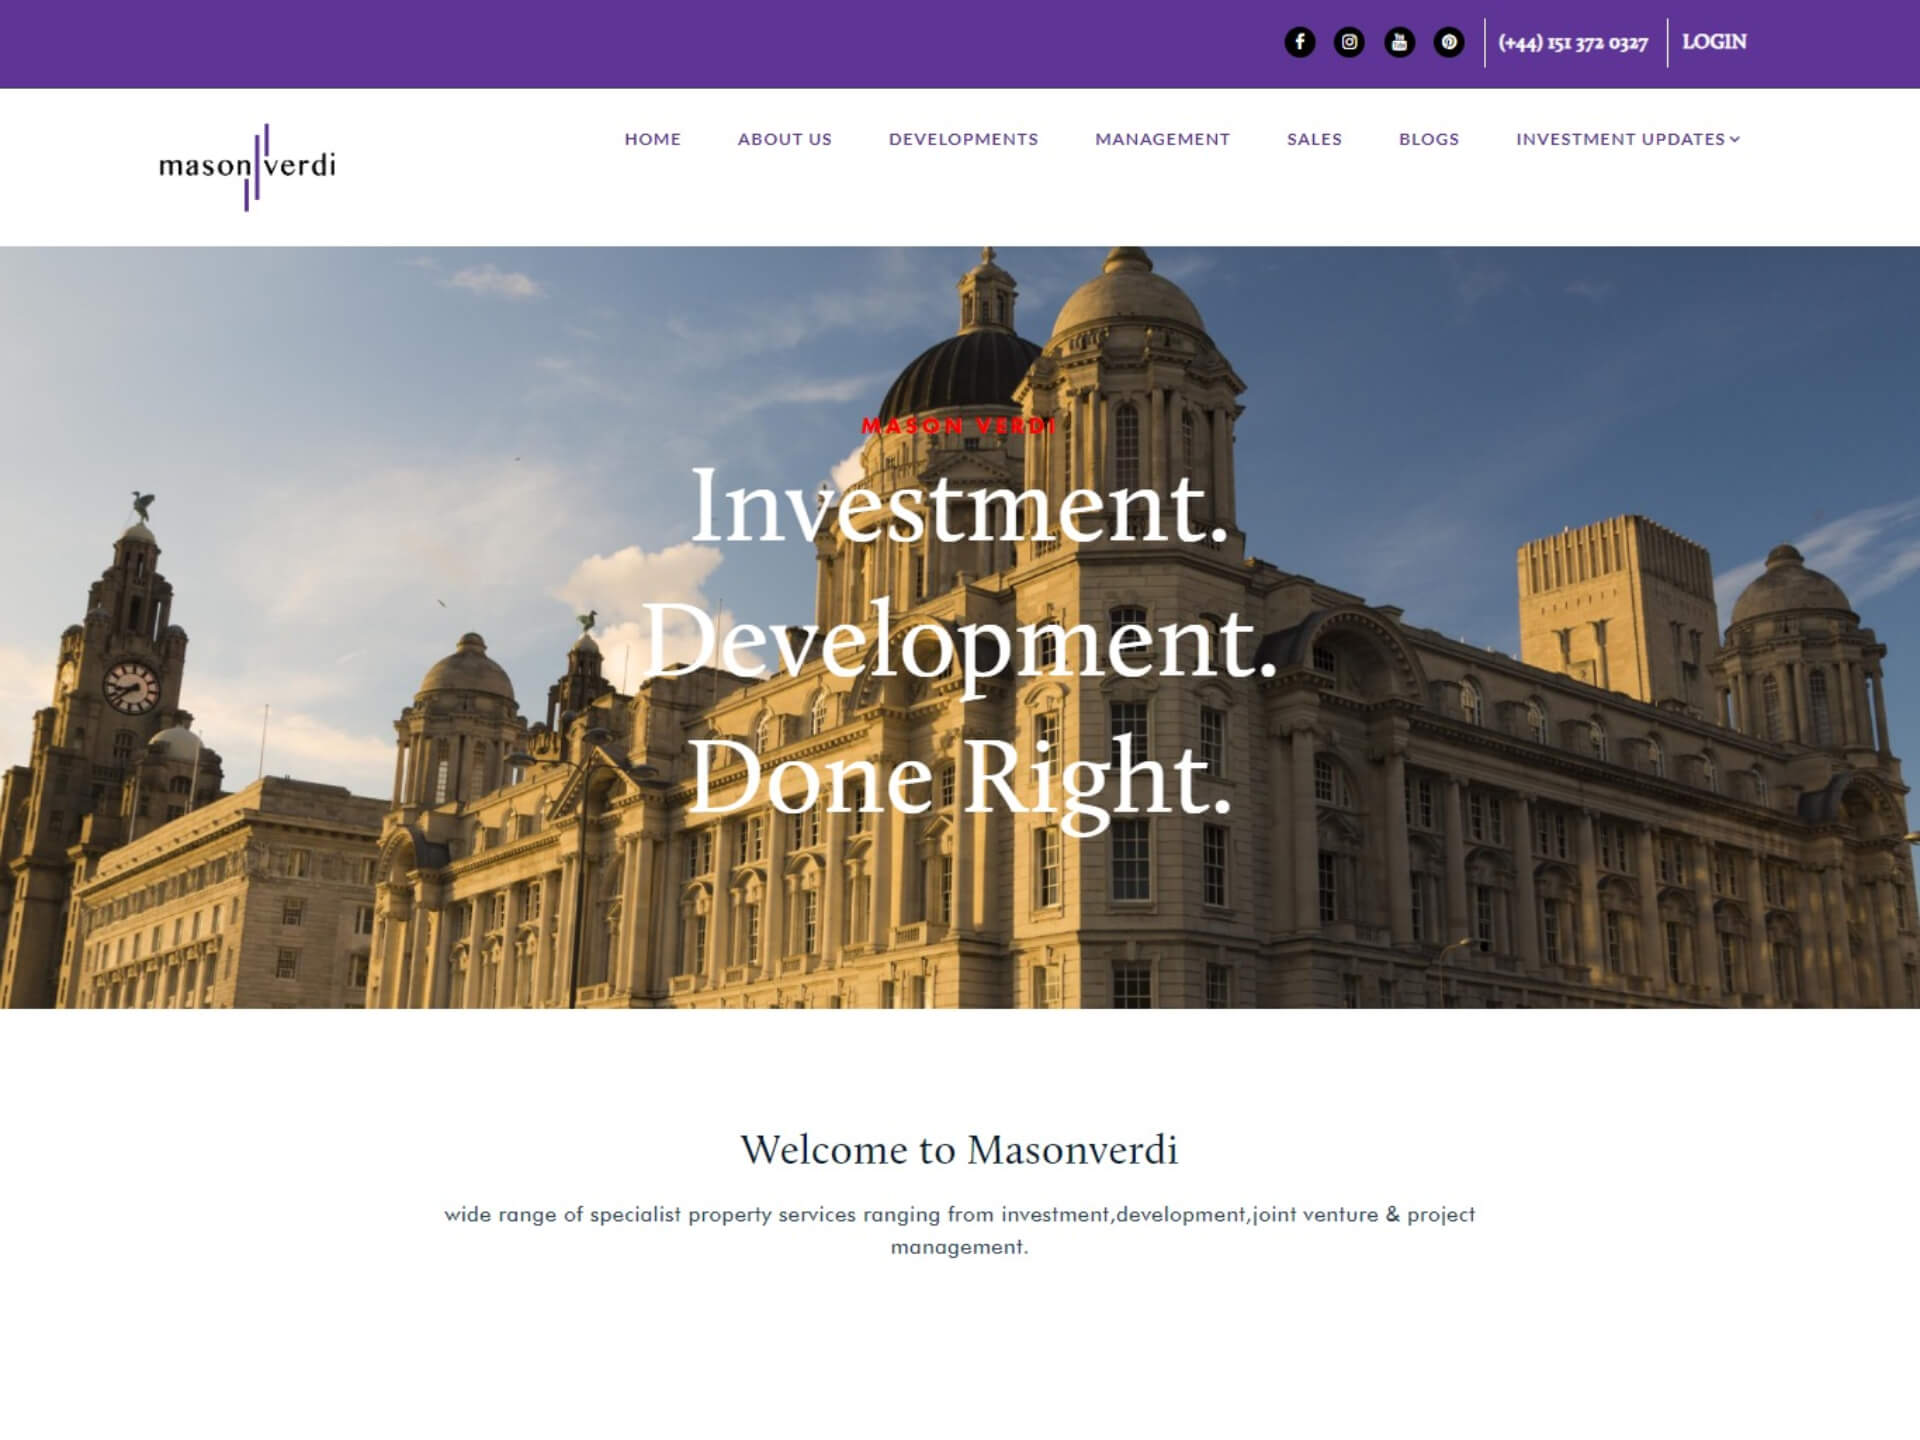 (+44) 151 372 0327 LOGIN
mason verdi
HOME ABOUT US DEVELOPMENTS MANAGEMENT SALES BLOGS INVESTMENT UPDATES
MASON VERDI
Investment.
Development.
Done Right.
Welcome to Masonverdi
wide range of specialist property services ranging from investment,development,joint venture & project
management.